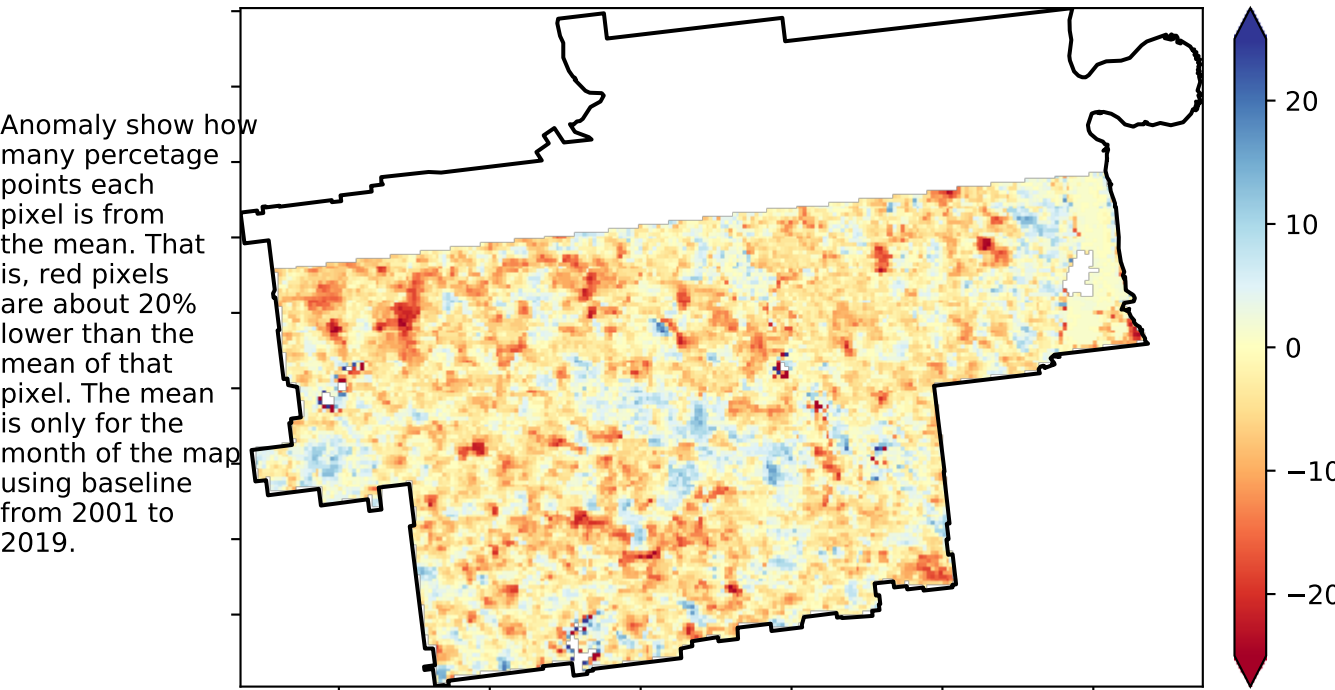 Anomaly show how
many percetage
points each
pixel is from
the mean. That
is, red pixels
are about 20%
lower than the
mean of that
pixel. The mean
is only for the
month of the map
using baseline
from 2001 to
2019.
20
10
0
−10
−20